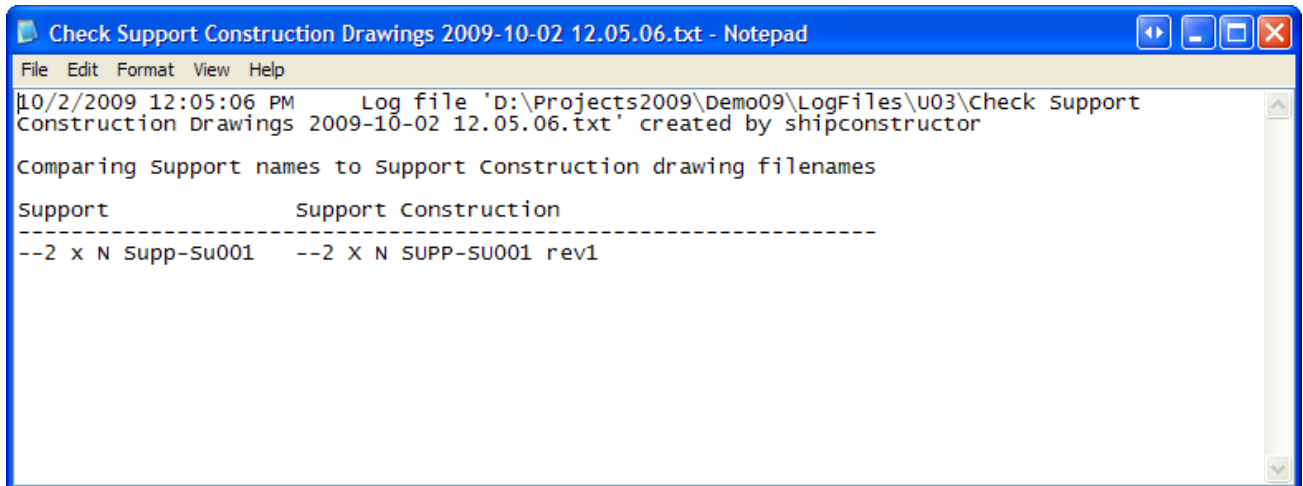 Check Support Construction Drawings 2009-10-02 12.05.06.txt - Notepad
File Edit Format View Help
10/2/2009 12:05:06 PM Log file 'D:\Projects2009\Demo09\LogFiles\U03\Check Support
Construction Drawings 2009-10-02 12.05.06.txt' created by shipconstructor
Comparing Support names to Support Construction drawing filenames
Support Support Construction
------------------------------------------------------------------
--2 x N Supp-Su001 --2 X N SUPP-SU001 rev1